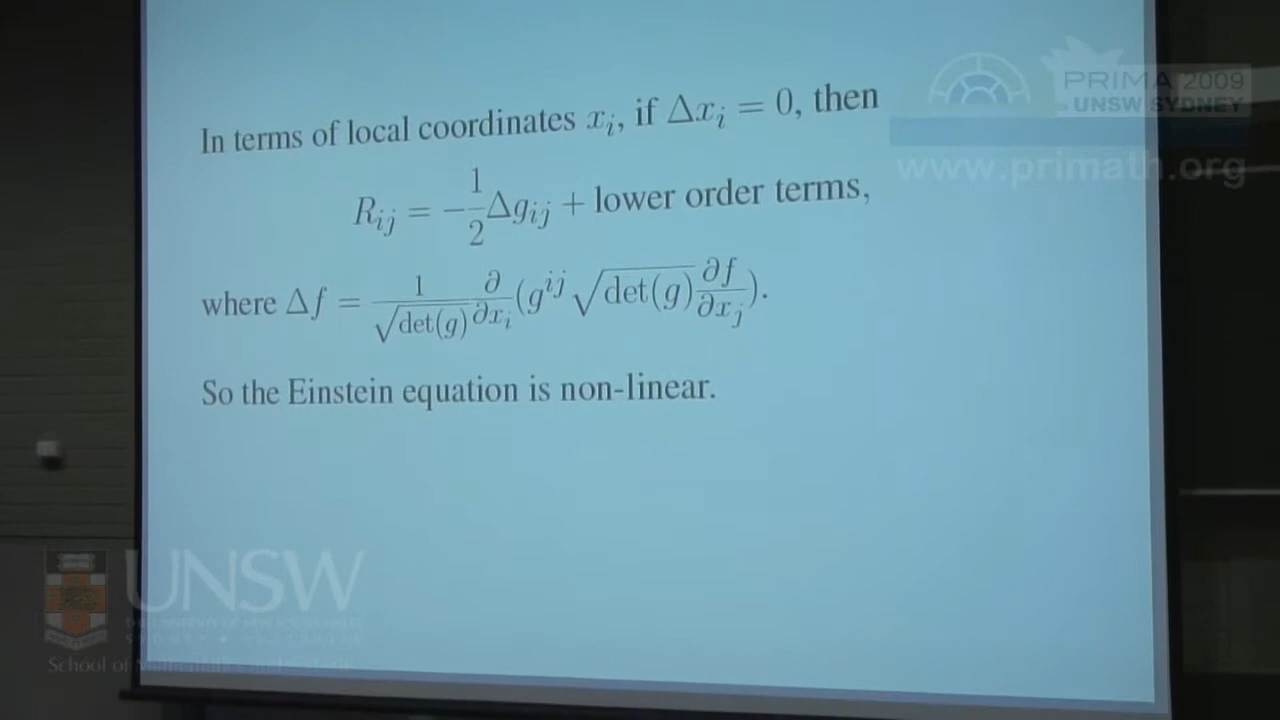 In terms of local coordinates $x_i$, if $\Delta x_i = 0$, then
$R_{ij} = -\frac{1}{2}\Delta g_{ij} + \text{lower order terms},$
where $\Delta f = \frac{1}{\sqrt{\det(g)}} \frac{\partial}{\partial x_i}(g^{ij}\sqrt{\det(g)}\frac{\partial f}{\partial x_j}).$
So the Einstein equation is non-linear.
PRIMA 2009
UNSW SYDNEY
www.primath.org
UNSW
School of